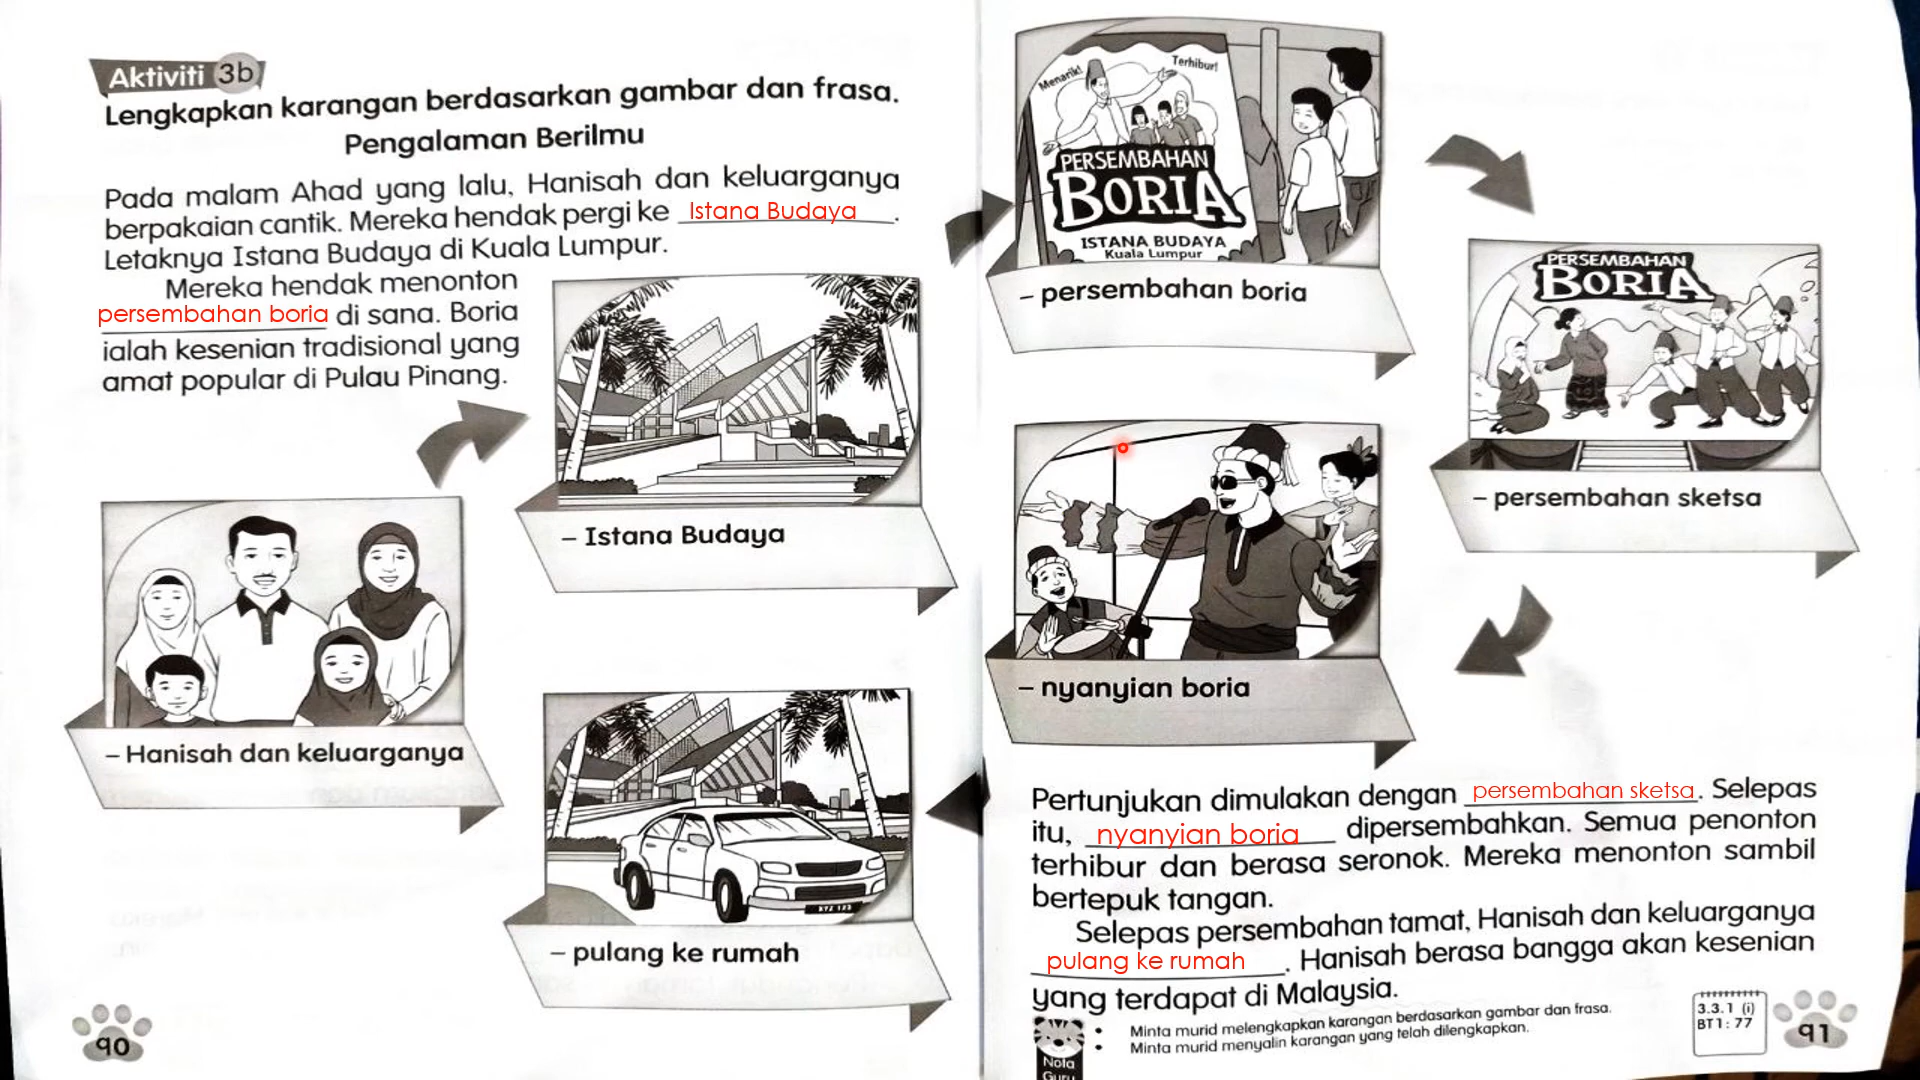 Aktiviti 3b
Lengkapkan karangan berdasarkan gambar dan frasa.
Pengalaman Berilmu
Pada malam Ahad yang lalu, Hanisah dan keluarganya
berpakaian cantik. Mereka hendak pergi ke Istana Budaya.
Letaknya Istana Budaya di Kuala Lumpur.
Mereka hendak menonton
persembahan boria di sana. Boria
ialah kesenian tradisional yang
amat popular di Pulau Pinang.
– Hanisah dan keluarganya
– Istana Budaya
Menarik!
Terhibur!
PERSEMBAHAN
BORIA
ISTANA BUDAYA
Kuala Lumpur
– persembahan boria
PERSEMBAHAN
BORIA
– persembahan sketsa
– nyanyian boria
XYZ 123
– pulang ke rumah
90
Pertunjukan dimulakan dengan persembahan sketsa. Selepas
itu, nyanyian boria dipersembahkan. Semua penonton
terhibur dan berasa seronok. Mereka menonton sambil
bertepuk tangan.
Selepas persembahan tamat, Hanisah dan keluarganya
pulang ke rumah. Hanisah berasa bangga akan kesenian
yang terdapat di Malaysia.
Nota
Guru
• Minta murid melengkapkan karangan berdasarkan gambar dan frasa.
• Minta murid menyalin karangan yang telah dilengkapkan.
3.3.1 (i)
BT1: 77
91